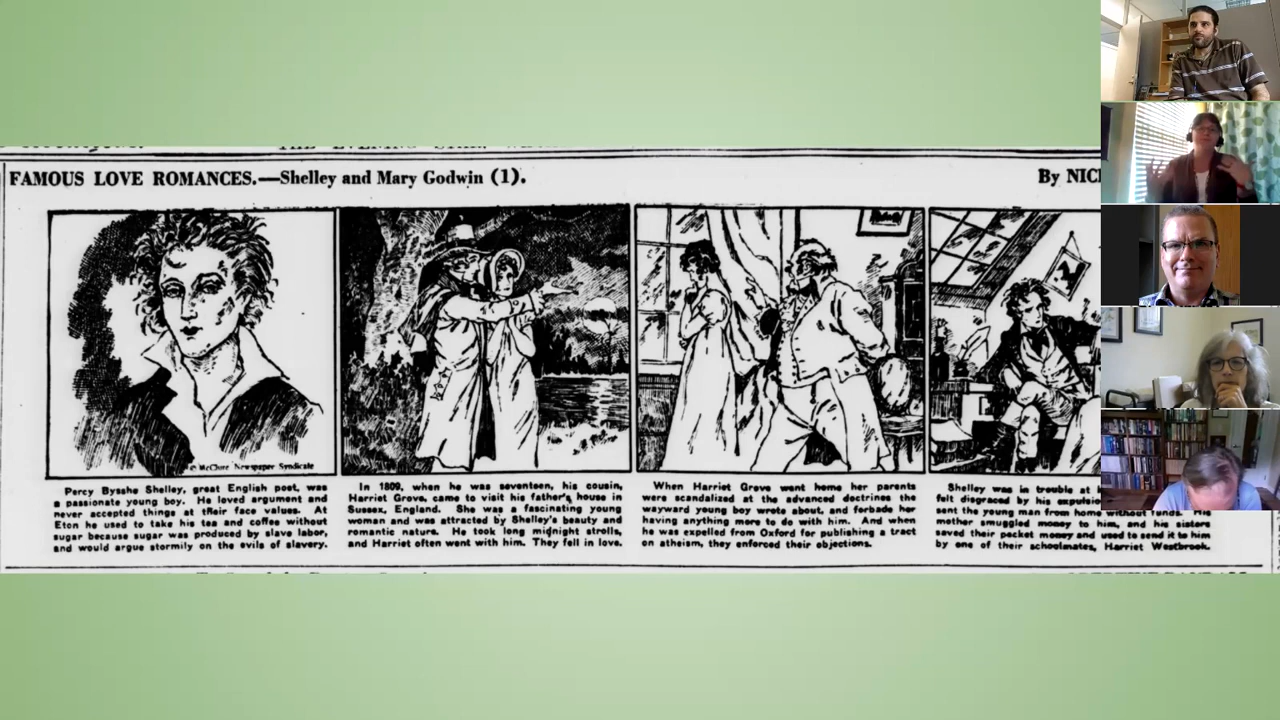 FAMOUS LOVE ROMANCES.—Shelley and Mary Godwin (1).
By NIC
© McClure Newspaper Syndicate
Percy Bysshe Shelley, great English poet, was
a passionate young boy. He loved argument and
never accepted things at their face values. At
Eton he used to take his tea and coffee without
sugar because sugar was produced by slave labor,
and would argue stormily on the evils of slavery.
In 1809, when he was seventeen, his cousin,
Harriet Grove, came to visit his father's house in
Sussex, England. She was a fascinating young
woman and was attracted by Shelley's beauty and
romantic nature. He took long midnight strolls,
and Harriet often went with him. They fell in love.
When Harriet Grove went home her parents
were scandalized at the advanced doctrines the
wayward young boy wrote about, and forbade her
having anything more to do with him. And when
he was expelled from Oxford for publishing a tract
on atheism, they enforced their objections.
Shelley was in trouble at
felt disgraced by his expulsio
sent the young man from home without funds. His
mother smuggled money to him, and his sisters
saved their pocket money and used to send it to him
by one of their schoolmates, Harriet Westbrook.